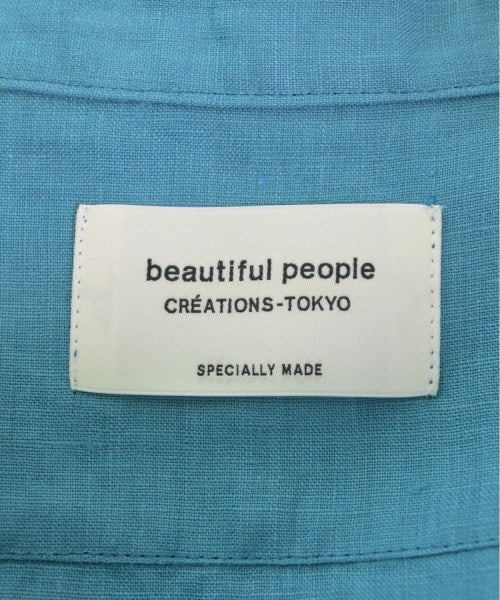 beautiful people
CRÉATIONS-TOKYO
SPECIALLY MADE